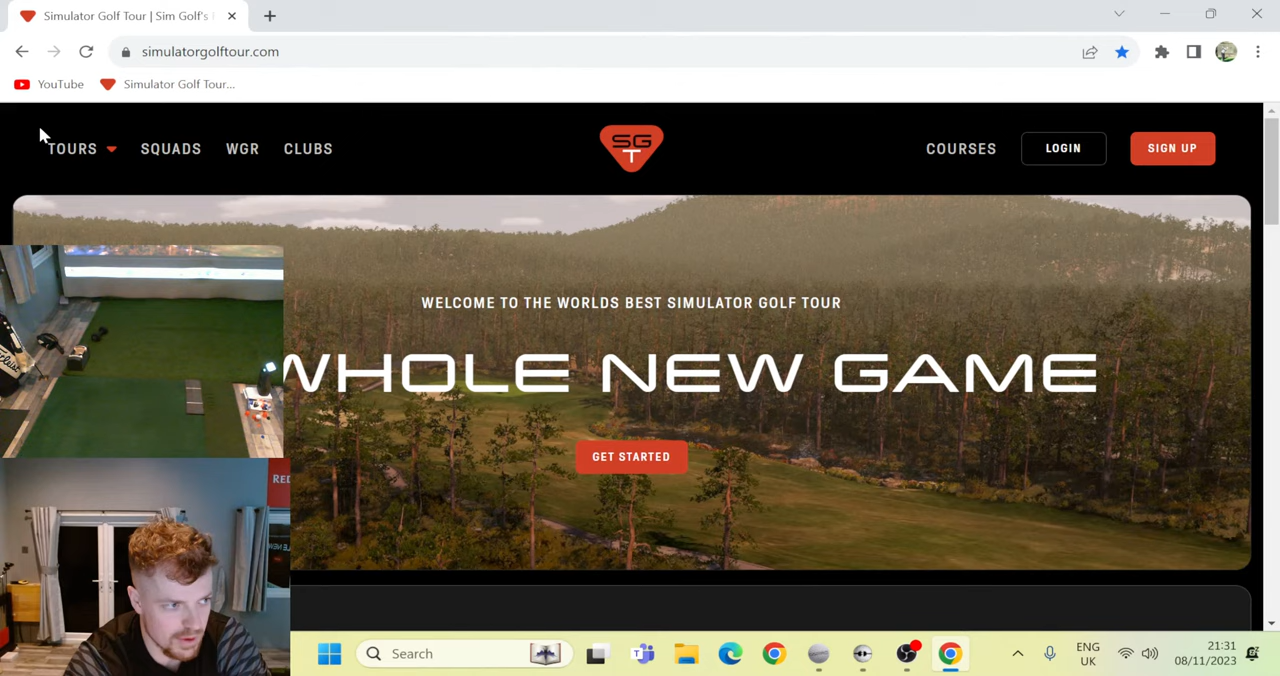 Simulator Golf Tour | Sim Golf's
simulatorgolftour.com
YouTube
Simulator Golf Tour...
TOURS
SQUADS
WGR
CLUBS
SGT
COURSES
LOGIN
SIGN UP
WELCOME TO THE WORLDS BEST SIMULATOR GOLF TOUR
WHOLE NEW GAME
GET STARTED
RED
Search
ENG
UK
21:31
08/11/2023